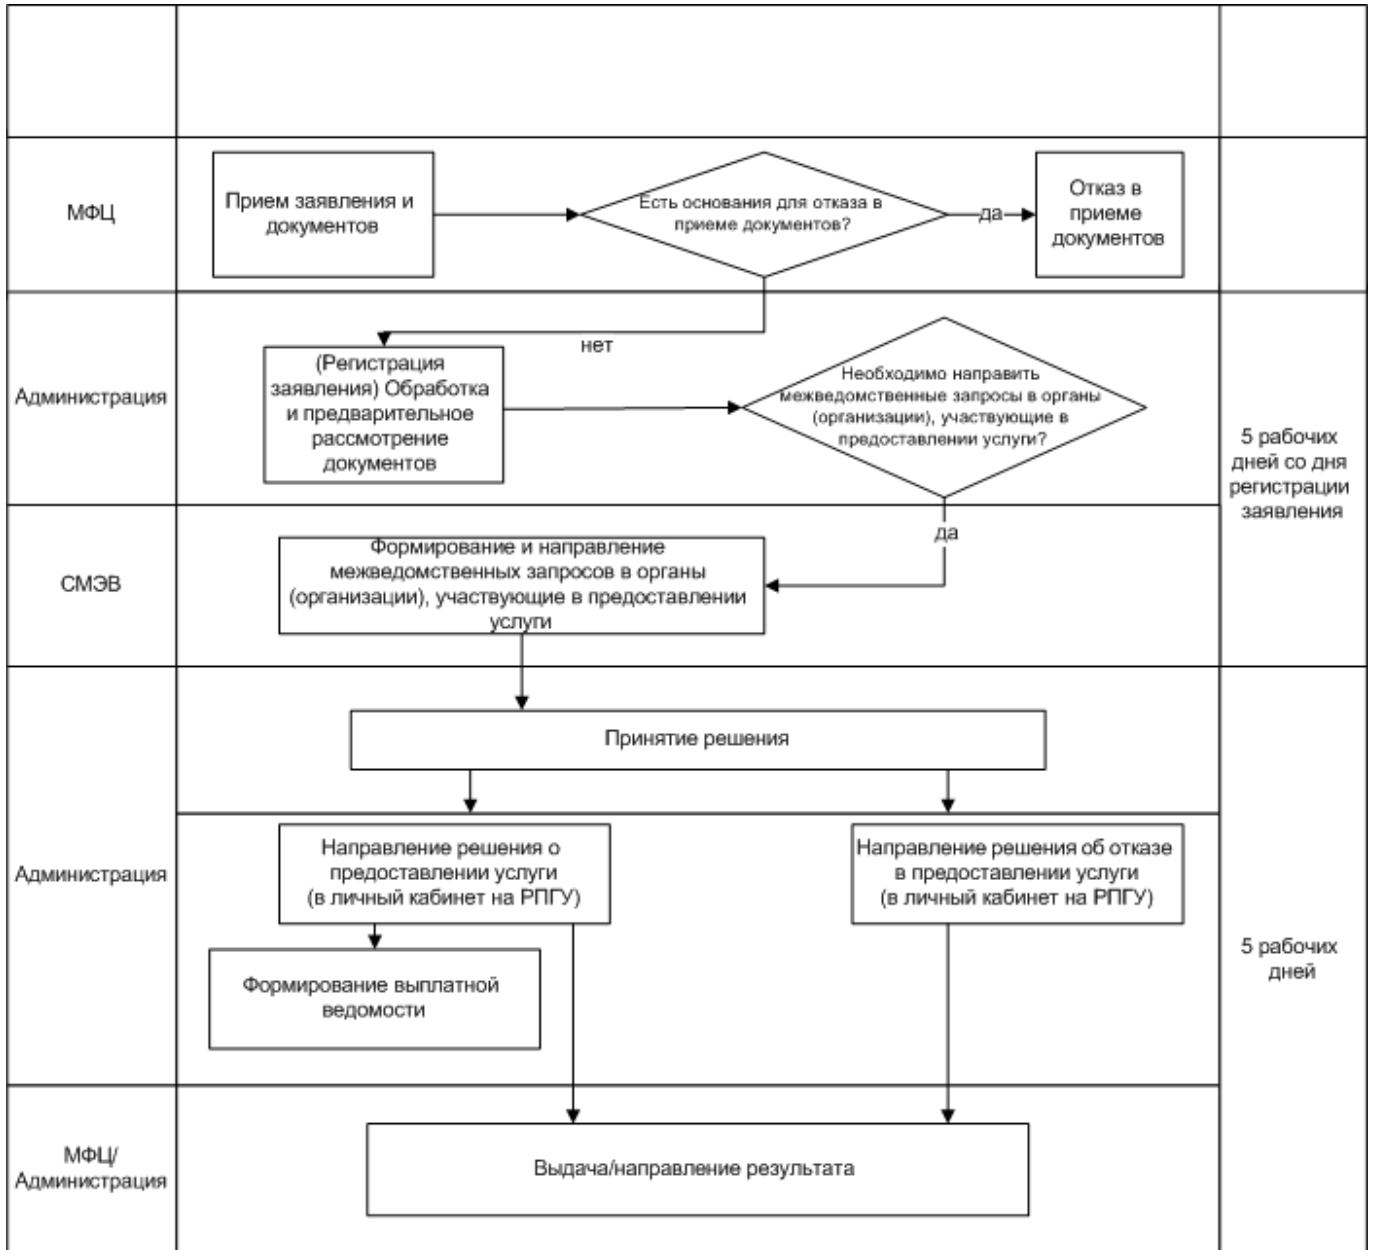 МФЦ
Прием заявления и
документов
Есть основания для отказа в
приеме документов?
да
Отказ в
приеме
документов
нет
Администрация
(Регистрация
заявления) Обработка
и предварительное
рассмотрение
документов
Необходимо направить
межведомственные запросы в органы
(организации), участвующие в
предоставлении услуги?
5 рабочих
дней со дня
регистрации
заявления
да
СМЭВ
Формирование и направление
межведомственных запросов в органы
(организации), участвующие в предоставлении
услуги
Принятие решения
Администрация
Направление решения о
предоставлении услуги
(в личный кабинет на РПГУ)
Направление решения об отказе
в предоставлении услуги
(в личный кабинет на РПГУ)
Формирование выплатной
ведомости
5 рабочих
дней
МФЦ/
Администрация
Выдача/направление результата